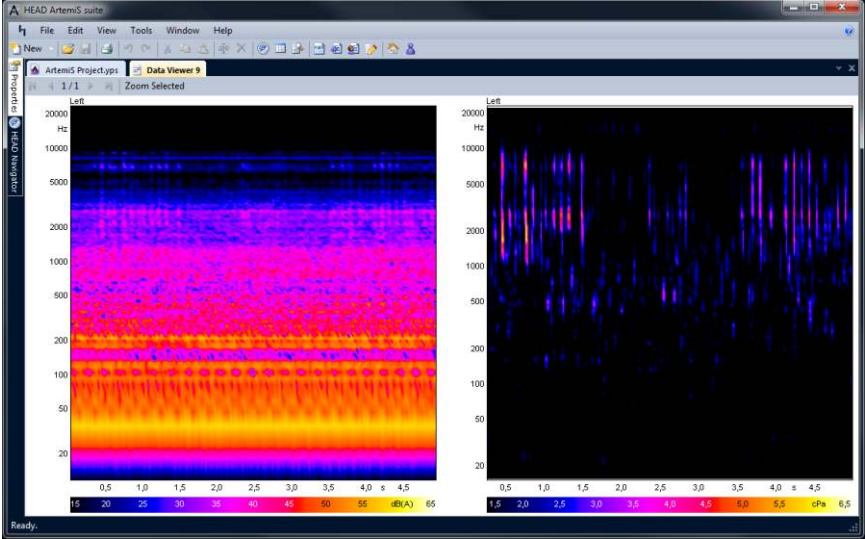 HEAD ArtemiS suite
File Edit View Tools Window Help
New
ArtemiS Project.yps
Data Viewer 9
1/1 Zoom Selected
Properties
HEAD Navigator
Left
20000
Hz
10000
5000
2000
1000
500
200
100
50
20
0,5 1,0 1,5 2,0 2,5 3,0 3,5 4,0 s 4,5
15 20 25 30 35 40 45 50 55 dB(A) 65
Left
20000
Hz
10000
5000
2000
1000
500
200
100
50
20
0,5 1,0 1,5 2,0 2,5 3,0 3,5 4,0 s 4,5
1,5 2,0 2,5 3,0 3,5 4,0 4,5 5,0 5,5 cPa 6,5
Ready.